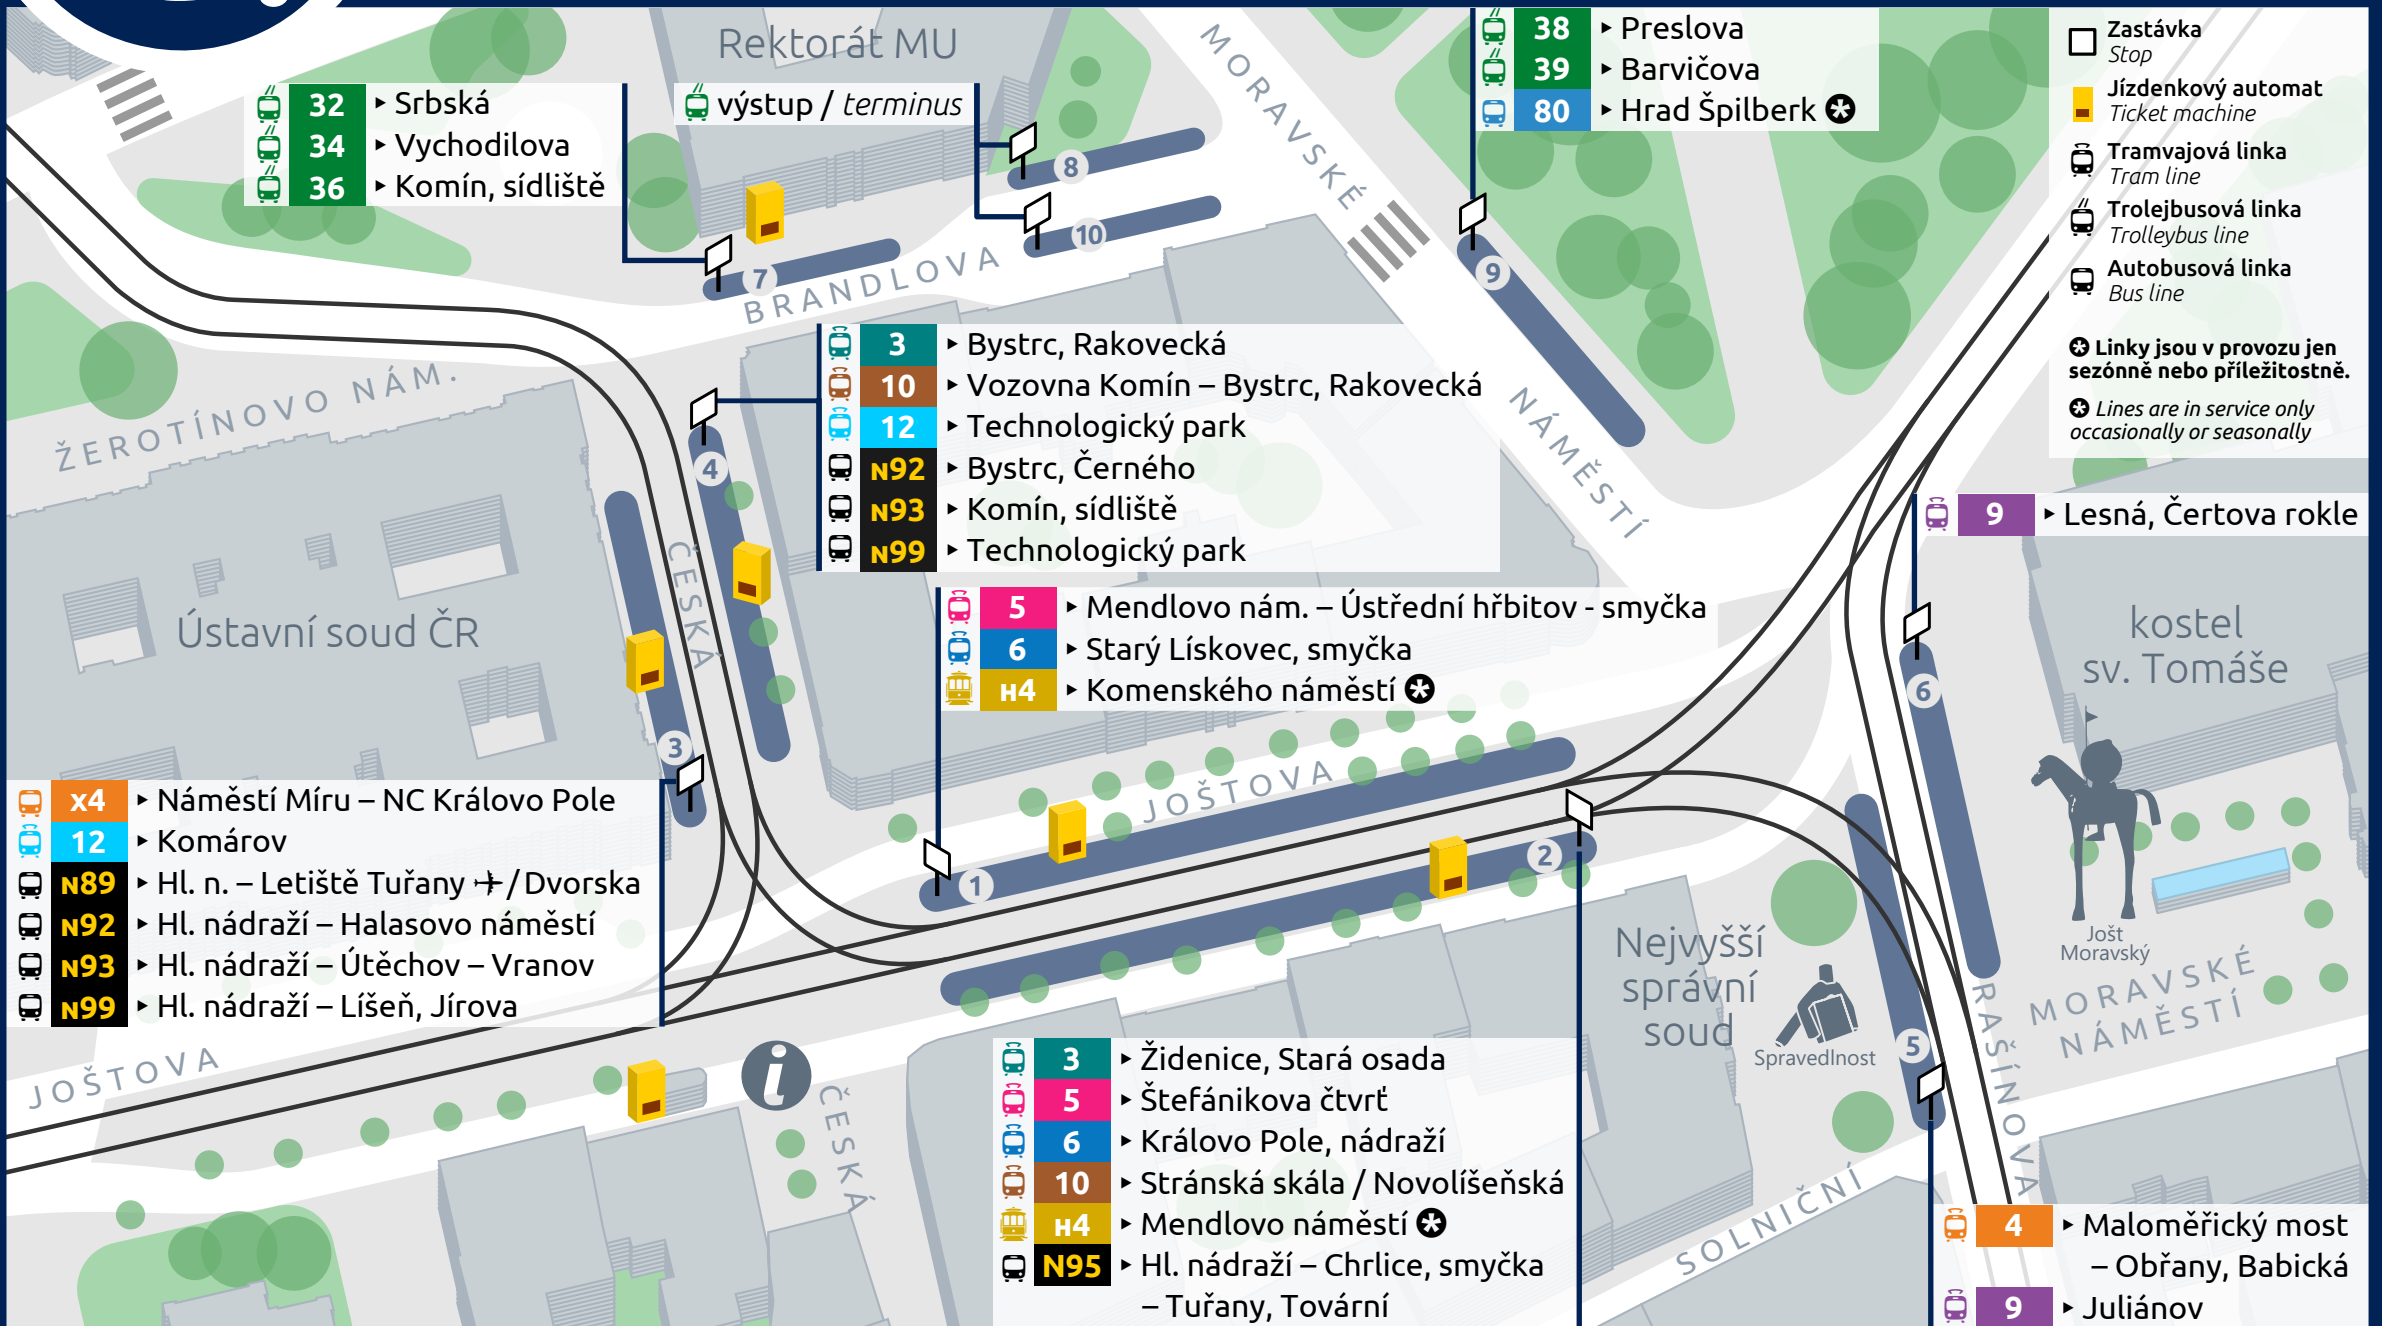 Rektorát MU
32 ▸ Srbská
34 ▸ Vychodilova
36 ▸ Komín, sídliště
výstup / terminus
38 ▸ Preslova
39 ▸ Barvičova
80 ▸ Hrad Špilberk ✪
Zastávka
Stop
Jízdenkový automat
Ticket machine
Tramvajová linka
Tram line
Trolejbusová linka
Trolleybus line
Autobusová linka
Bus line
✪ Linky jsou v provozu jen
sezónně nebo příležitostně.
✪ Lines are in service only
occasionally or seasonally
MORAVSKÉ
NÁMĚSTÍ
8
10
7
9
BRANDLOVA
ŽEROTÍNOVO NÁM.
3 ▸ Bystrc, Rakovecká
10 ▸ Vozovna Komín – Bystrc, Rakovecká
12 ▸ Technologický park
N92 ▸ Bystrc, Černého
N93 ▸ Komín, sídliště
N99 ▸ Technologický park
4
ČESKÁ
Ústavní soud ČR
9 ▸ Lesná, Čertova rokle
5 ▸ Mendlovo nám. – Ústřední hřbitov - smyčka
6 ▸ Starý Lískovec, smyčka
H4 ▸ Komenského náměstí ✪
kostel
sv. Tomáše
6
3
x4 ▸ Náměstí Míru – NC Královo Pole
12 ▸ Komárov
N89 ▸ Hl. n. – Letiště Tuřany ✈/ Dvorska
N92 ▸ Hl. nádraží – Halasovo náměstí
N93 ▸ Hl. nádraží – Útěchov – Vranov
N99 ▸ Hl. nádraží – Líšeň, Jírova
JOŠTOVA
1
2
Nejvyšší
správní
soud
Spravedlnost
Jošt
Moravský
MORAVSKÉ
NÁMĚSTÍ
5
RAŠÍNOVA
JOŠTOVA
i
ČESKÁ
3 ▸ Židenice, Stará osada
5 ▸ Štefánikova čtvrť
6 ▸ Královo Pole, nádraží
10 ▸ Stránská skála / Novolíšeňská
H4 ▸ Mendlovo náměstí ✪
N95 ▸ Hl. nádraží – Chrlice, smyčka
– Tuřany, Tovární
SOLNIČNÍ
4 ▸ Maloměřický most
– Obřany, Babická
9 ▸ Juliánov